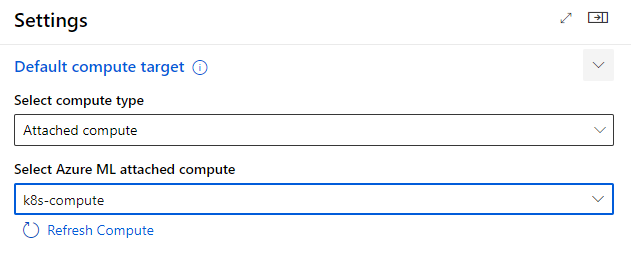 Settings
Default compute target
Select compute type
Attached compute
Select Azure ML attached compute
k8s-compute
Refresh Compute